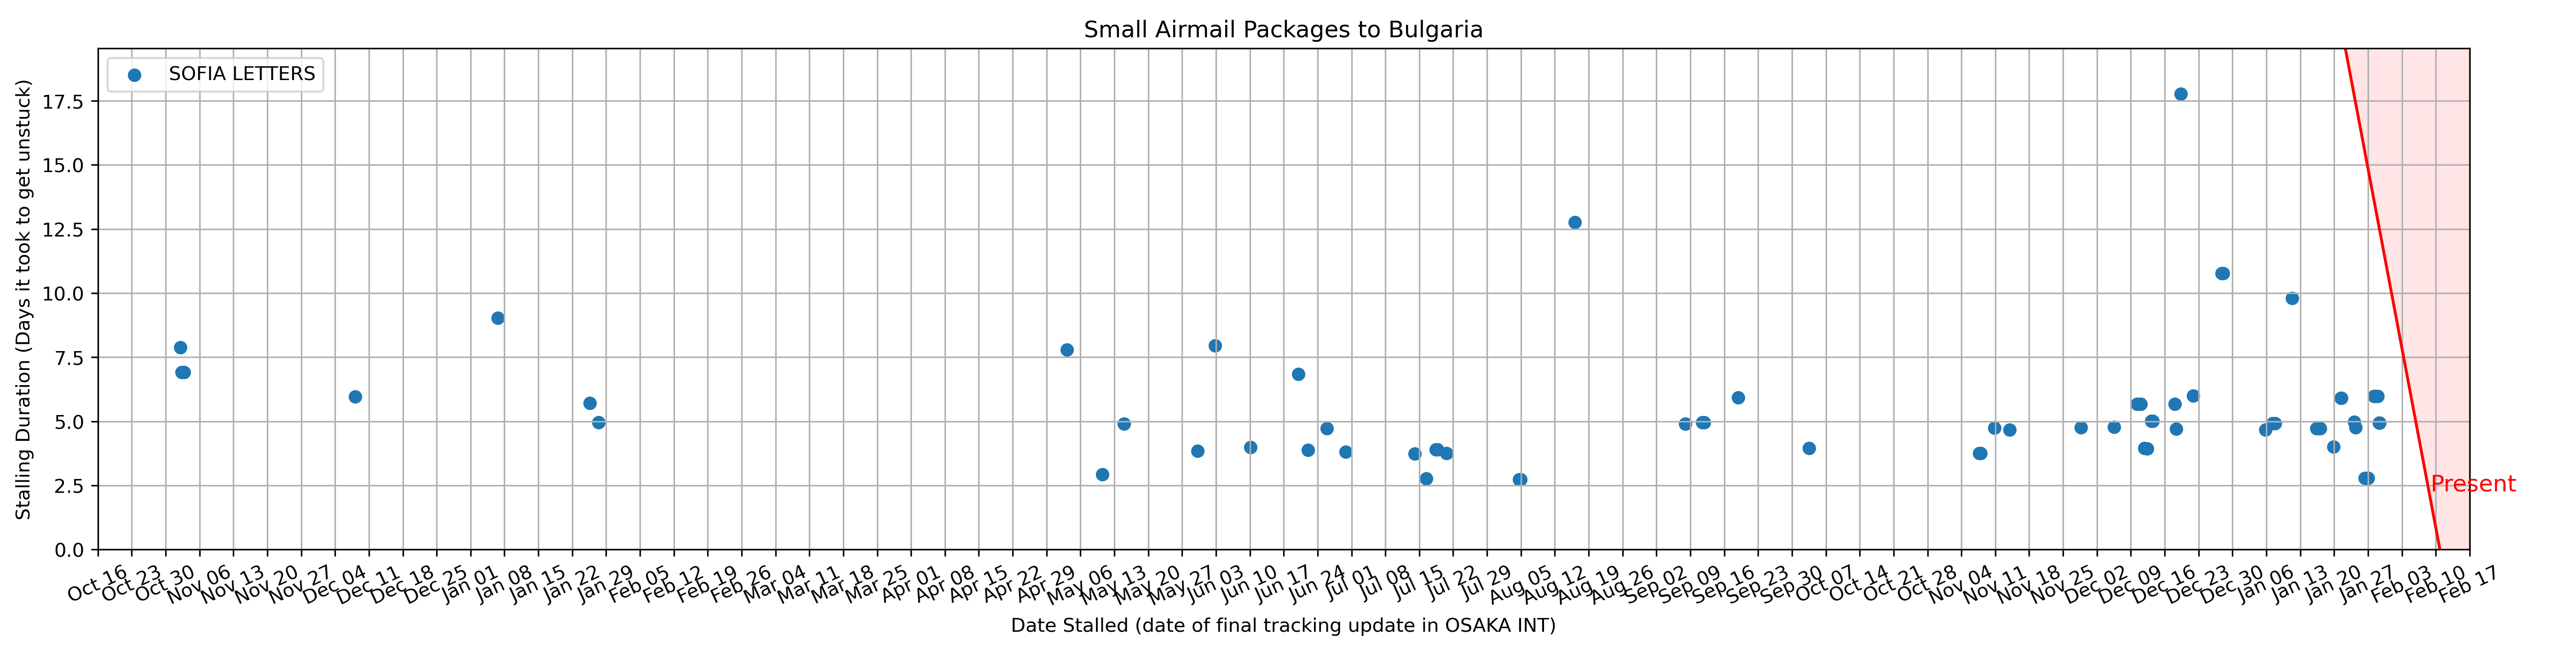 Small Airmail Packages to Bulgaria
SOFIA LETTERS
Stalling Duration (Days it took to get unstuck)
17.5
15.0
12.5
10.0
7.5
5.0
2.5
0.0
Present
Oct 16 Oct 23 Oct 30 Nov 06 Nov 13 Nov 20 Nov 27 Dec 04 Dec 11 Dec 18 Dec 25 Jan 01 Jan 08 Jan 15 Jan 22 Jan 29 Feb 05 Feb 12 Feb 19 Feb 26 Mar 04 Mar 11 Mar 18 Mar 25 Apr 01 Apr 08 Apr 15 Apr 22 Apr 29 May 06 May 13 May 20 May 27 Jun 03 Jun 10 Jun 17 Jun 24 Jul 01 Jul 08 Jul 15 Jul 22 Jul 29 Aug 05 Aug 12 Aug 19 Aug 26 Sep 02 Sep 09 Sep 16 Sep 23 Sep 30 Oct 07 Oct 14 Oct 21 Oct 28 Nov 04 Nov 11 Nov 18 Nov 25 Dec 02 Dec 09 Dec 16 Dec 23 Dec 30 Jan 06 Jan 13 Jan 20 Jan 27 Feb 03 Feb 10 Feb 17
Date Stalled (date of final tracking update in OSAKA INT)